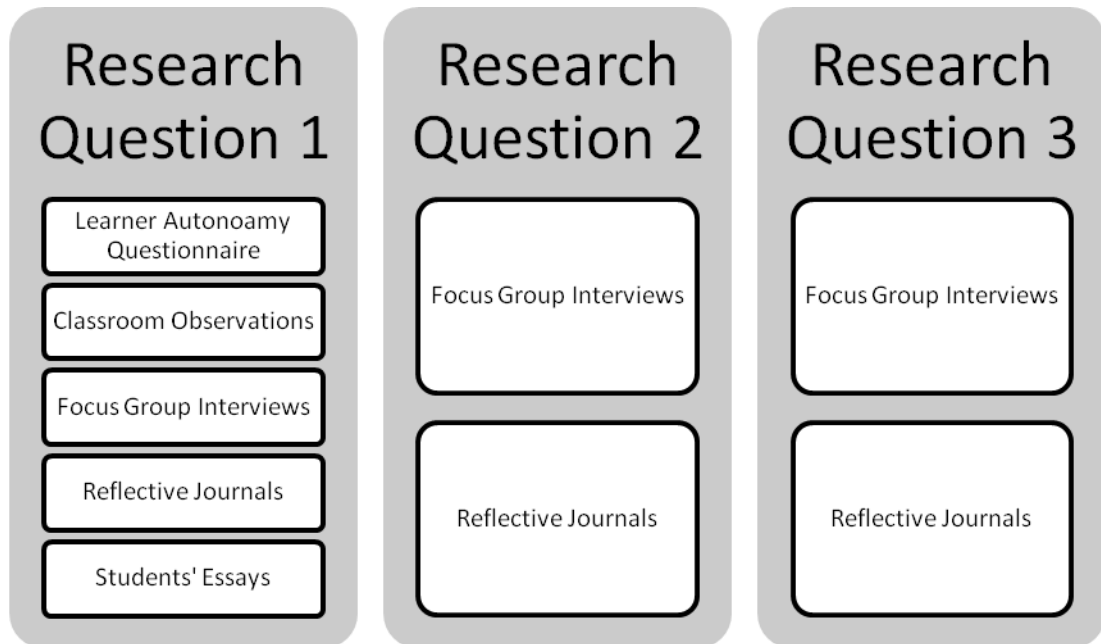 Research
Question 1
Learner Autonoamy
Questionnaire
Classroom Observations
Focus Group Interviews
Reflective Journals
Students' Essays
Research
Question 2
Focus Group Interviews
Reflective Journals
Research
Question 3
Focus Group Interviews
Reflective Journals